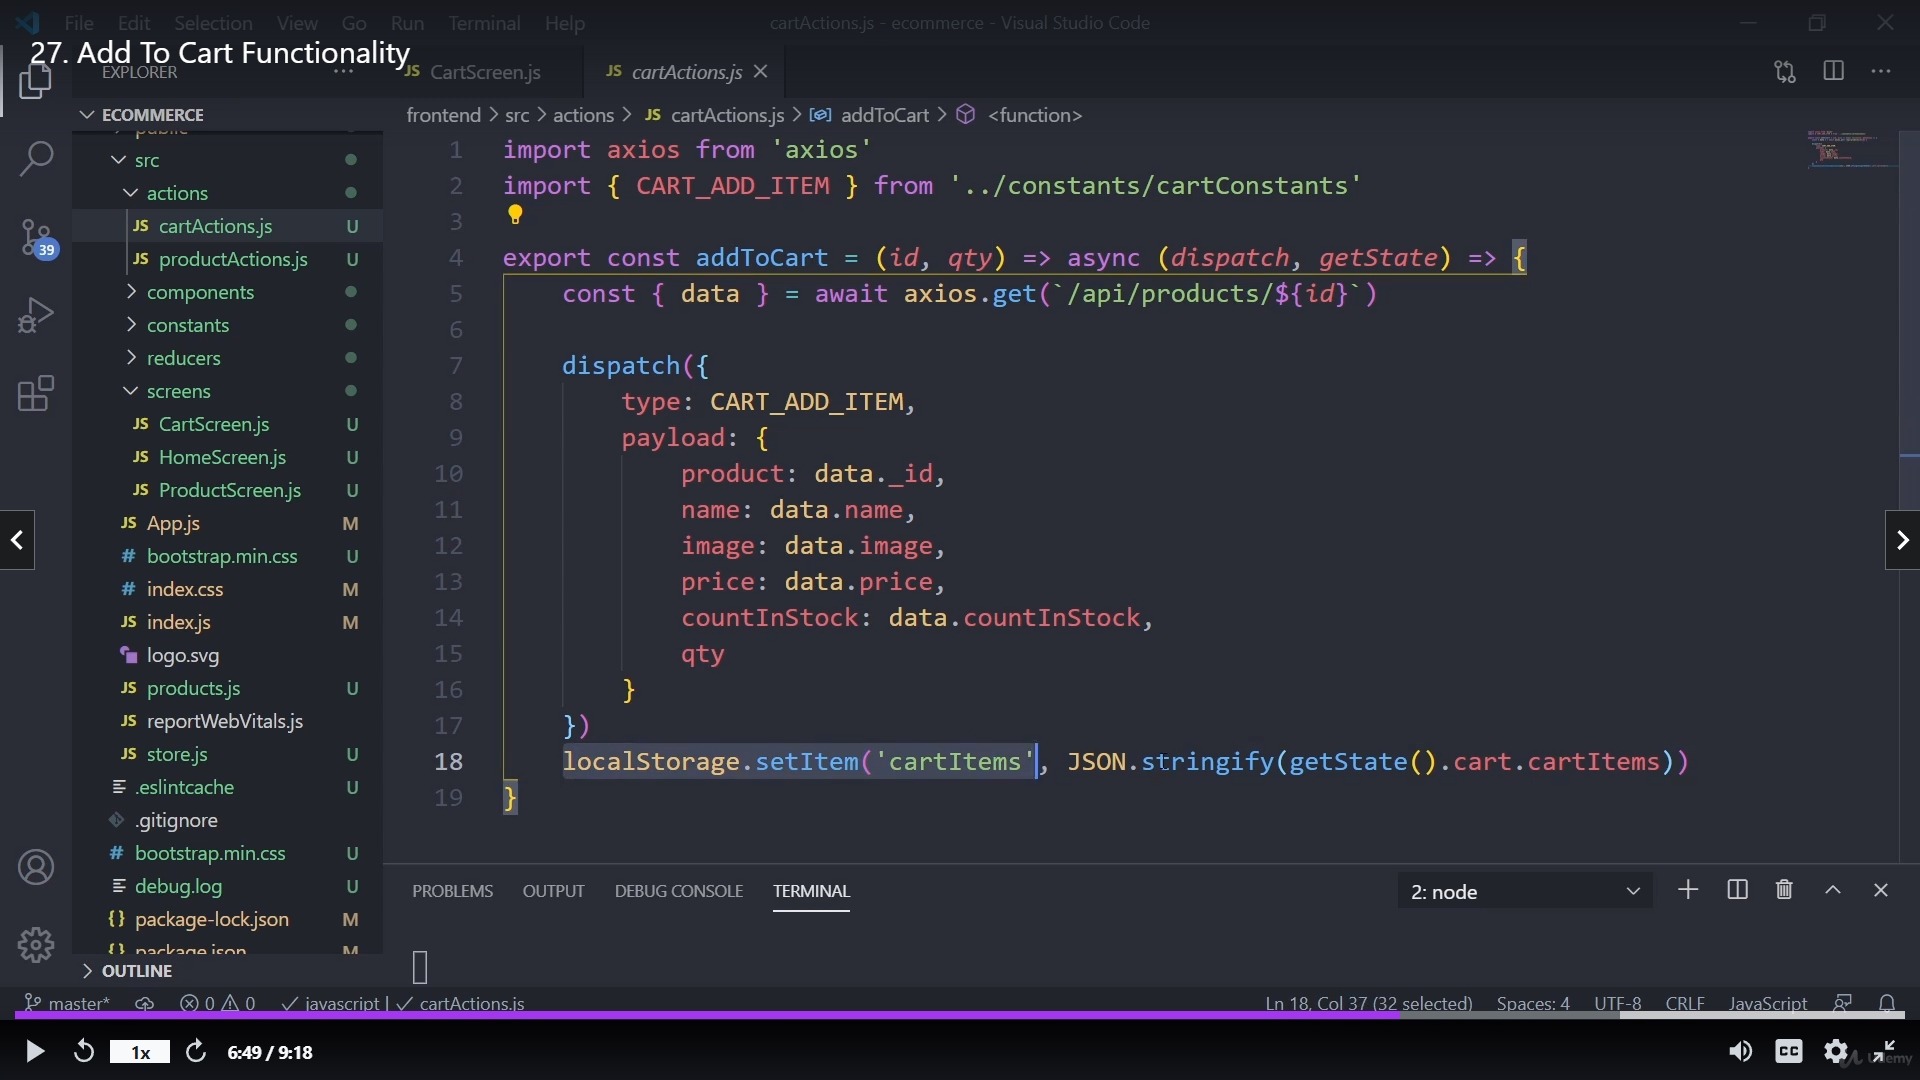 File Edit Selection View Go Run Terminal Help
cartActions.js - ecommerce - Visual Studio Code
27. Add To Cart Functionality
EXPLORER
JS CartScreen.js
JS cartActions.js
ECOMMERCE
public
src
actions
JS cartActions.js U
JS productActions.js U
components
constants
reducers
screens
JS CartScreen.js U
JS HomeScreen.js U
JS ProductScreen.js U
JS App.js M
# bootstrap.min.css U
# index.css M
JS index.js M
logo.svg
JS products.js U
JS reportWebVitals.js
JS store.js U
.eslintcache U
.gitignore
# bootstrap.min.css U
debug.log U
{} package-lock.json M
{} package.json M
OUTLINE
39
frontend > src > actions > JS cartActions.js > addToCart > <function>
1 import axios from 'axios'
2 import { CART_ADD_ITEM } from '../constants/cartConstants'
3
4 export const addToCart = (id, qty) => async (dispatch, getState) => {
5 const { data } = await axios.get(`/api/products/${id}`)
6
7 dispatch({
8 type: CART_ADD_ITEM,
9 payload: {
10 product: data._id,
11 name: data.name,
12 image: data.image,
13 price: data.price,
14 countInStock: data.countInStock,
15 qty
16 }
17 })
18 localStorage.setItem('cartItems', JSON.stringify(getState().cart.cartItems))
19 }
PROBLEMS OUTPUT DEBUG CONSOLE TERMINAL
2: node
master* 0 0 javascript | cartActions.js
Ln 18, Col 37 (32 selected) Spaces: 4 UTF-8 CRLF JavaScript
1x 6:49 / 9:18
CC
Udemy